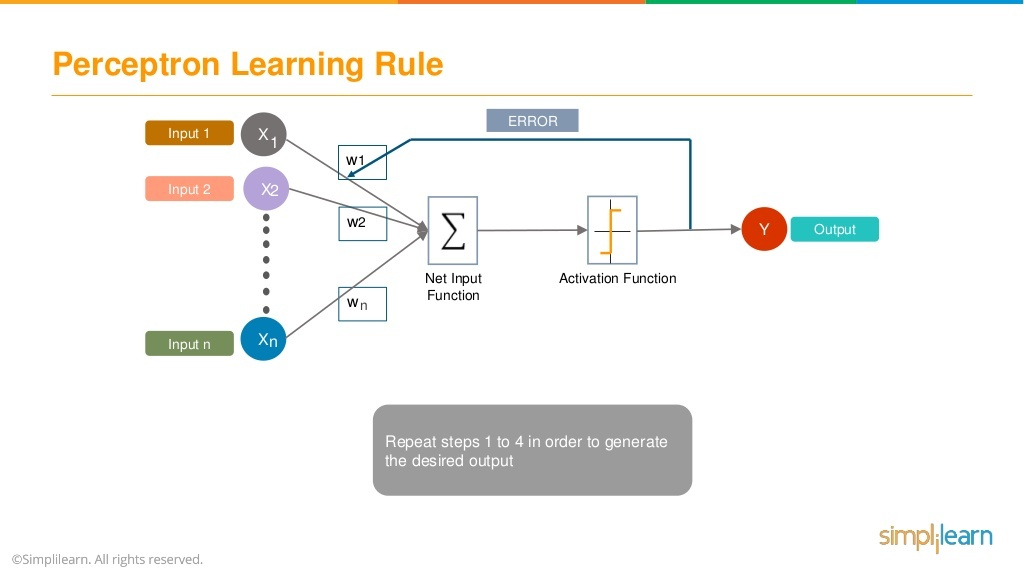 Perceptron Learning Rule
ERROR
Input 1
X1
w1
Input 2
X2
w2
∑
Y
Output
Net Input
Function
Activation Function
wn
Input n
Xn
Repeat steps 1 to 4 in order to generate
the desired output
simplilearn
©Simplilearn. All rights reserved.